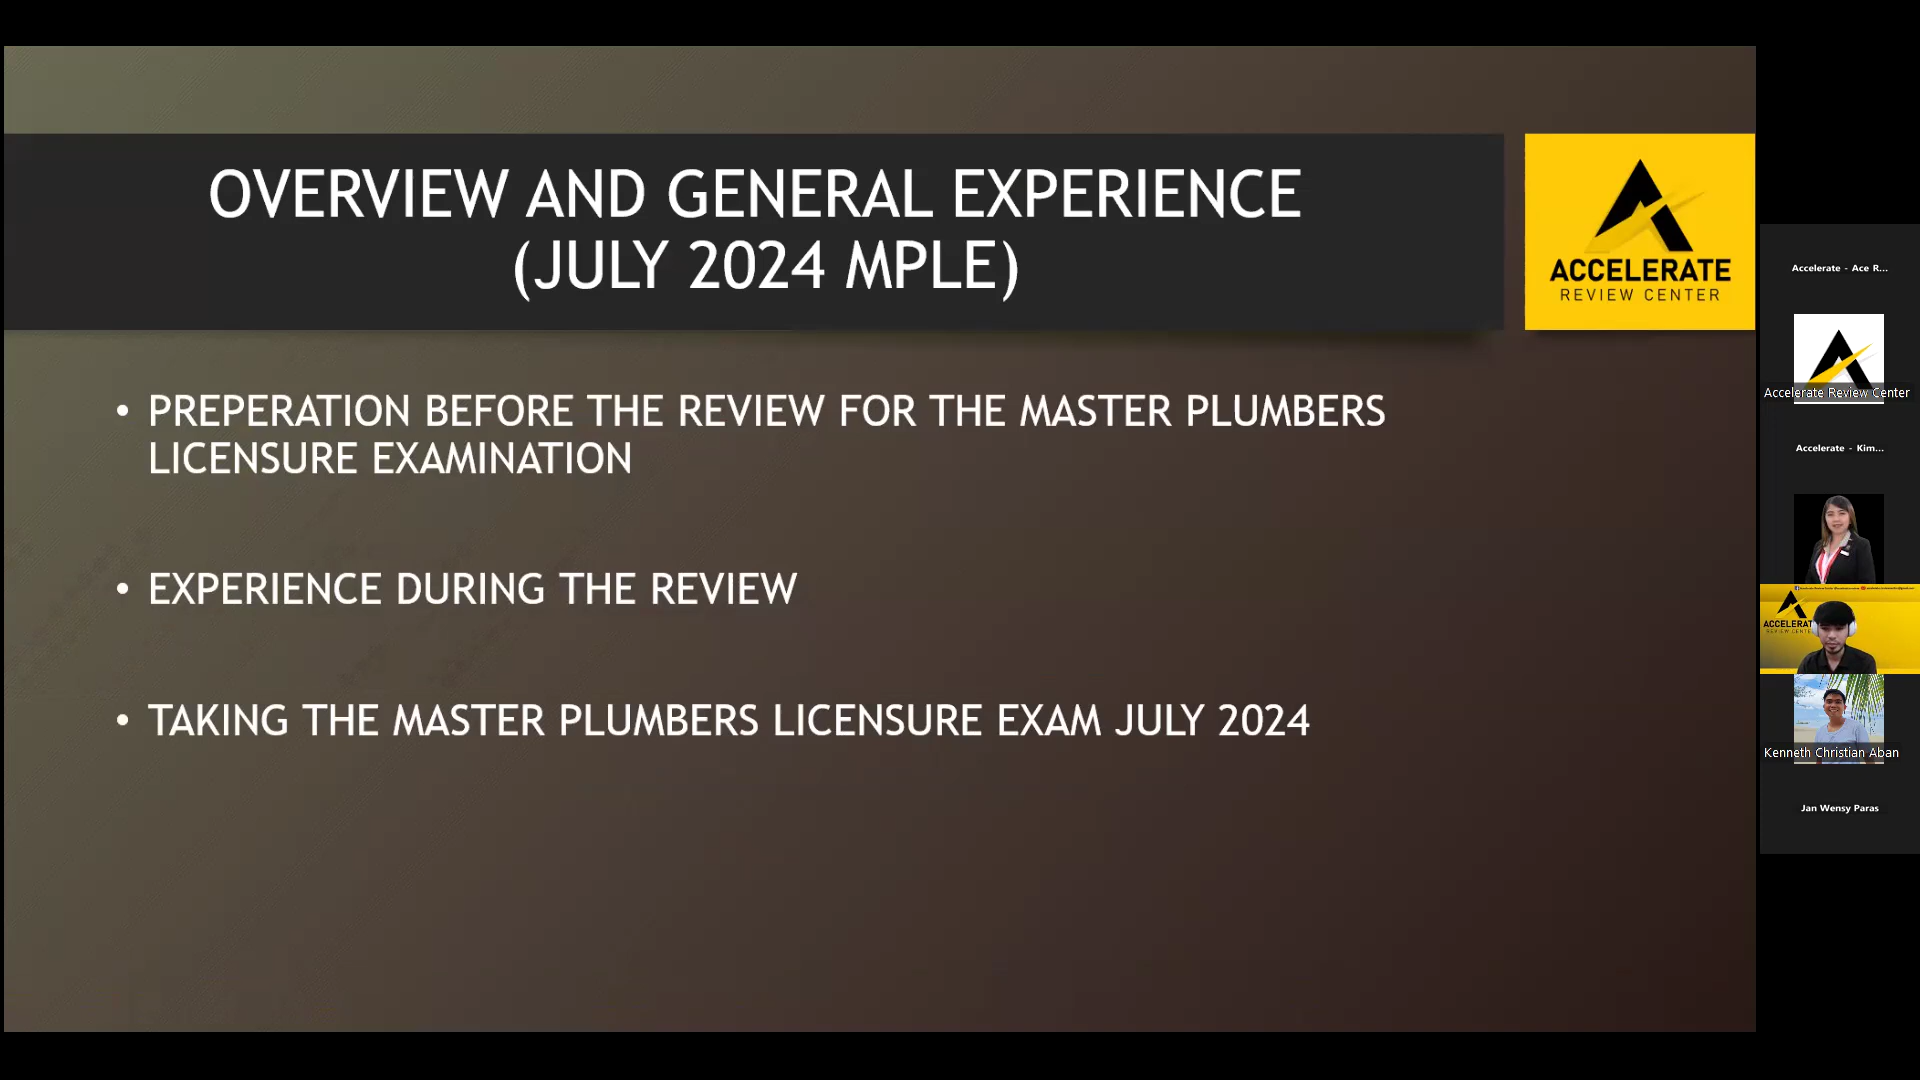 OVERVIEW AND GENERAL EXPERIENCE
(JULY 2024 MPLE)
ACCELERATE
REVIEW CENTER
• PREPERATION BEFORE THE REVIEW FOR THE MASTER PLUMBERS
LICENSURE EXAMINATION
• EXPERIENCE DURING THE REVIEW
• TAKING THE MASTER PLUMBERS LICENSURE EXAM JULY 2024
Accelerate - Ace R...
Accelerate Review Center
Accelerate - Kim...
ACCELERAT
REVIEW CENTE
Kenneth Christian Aban
Jan Wensy Paras